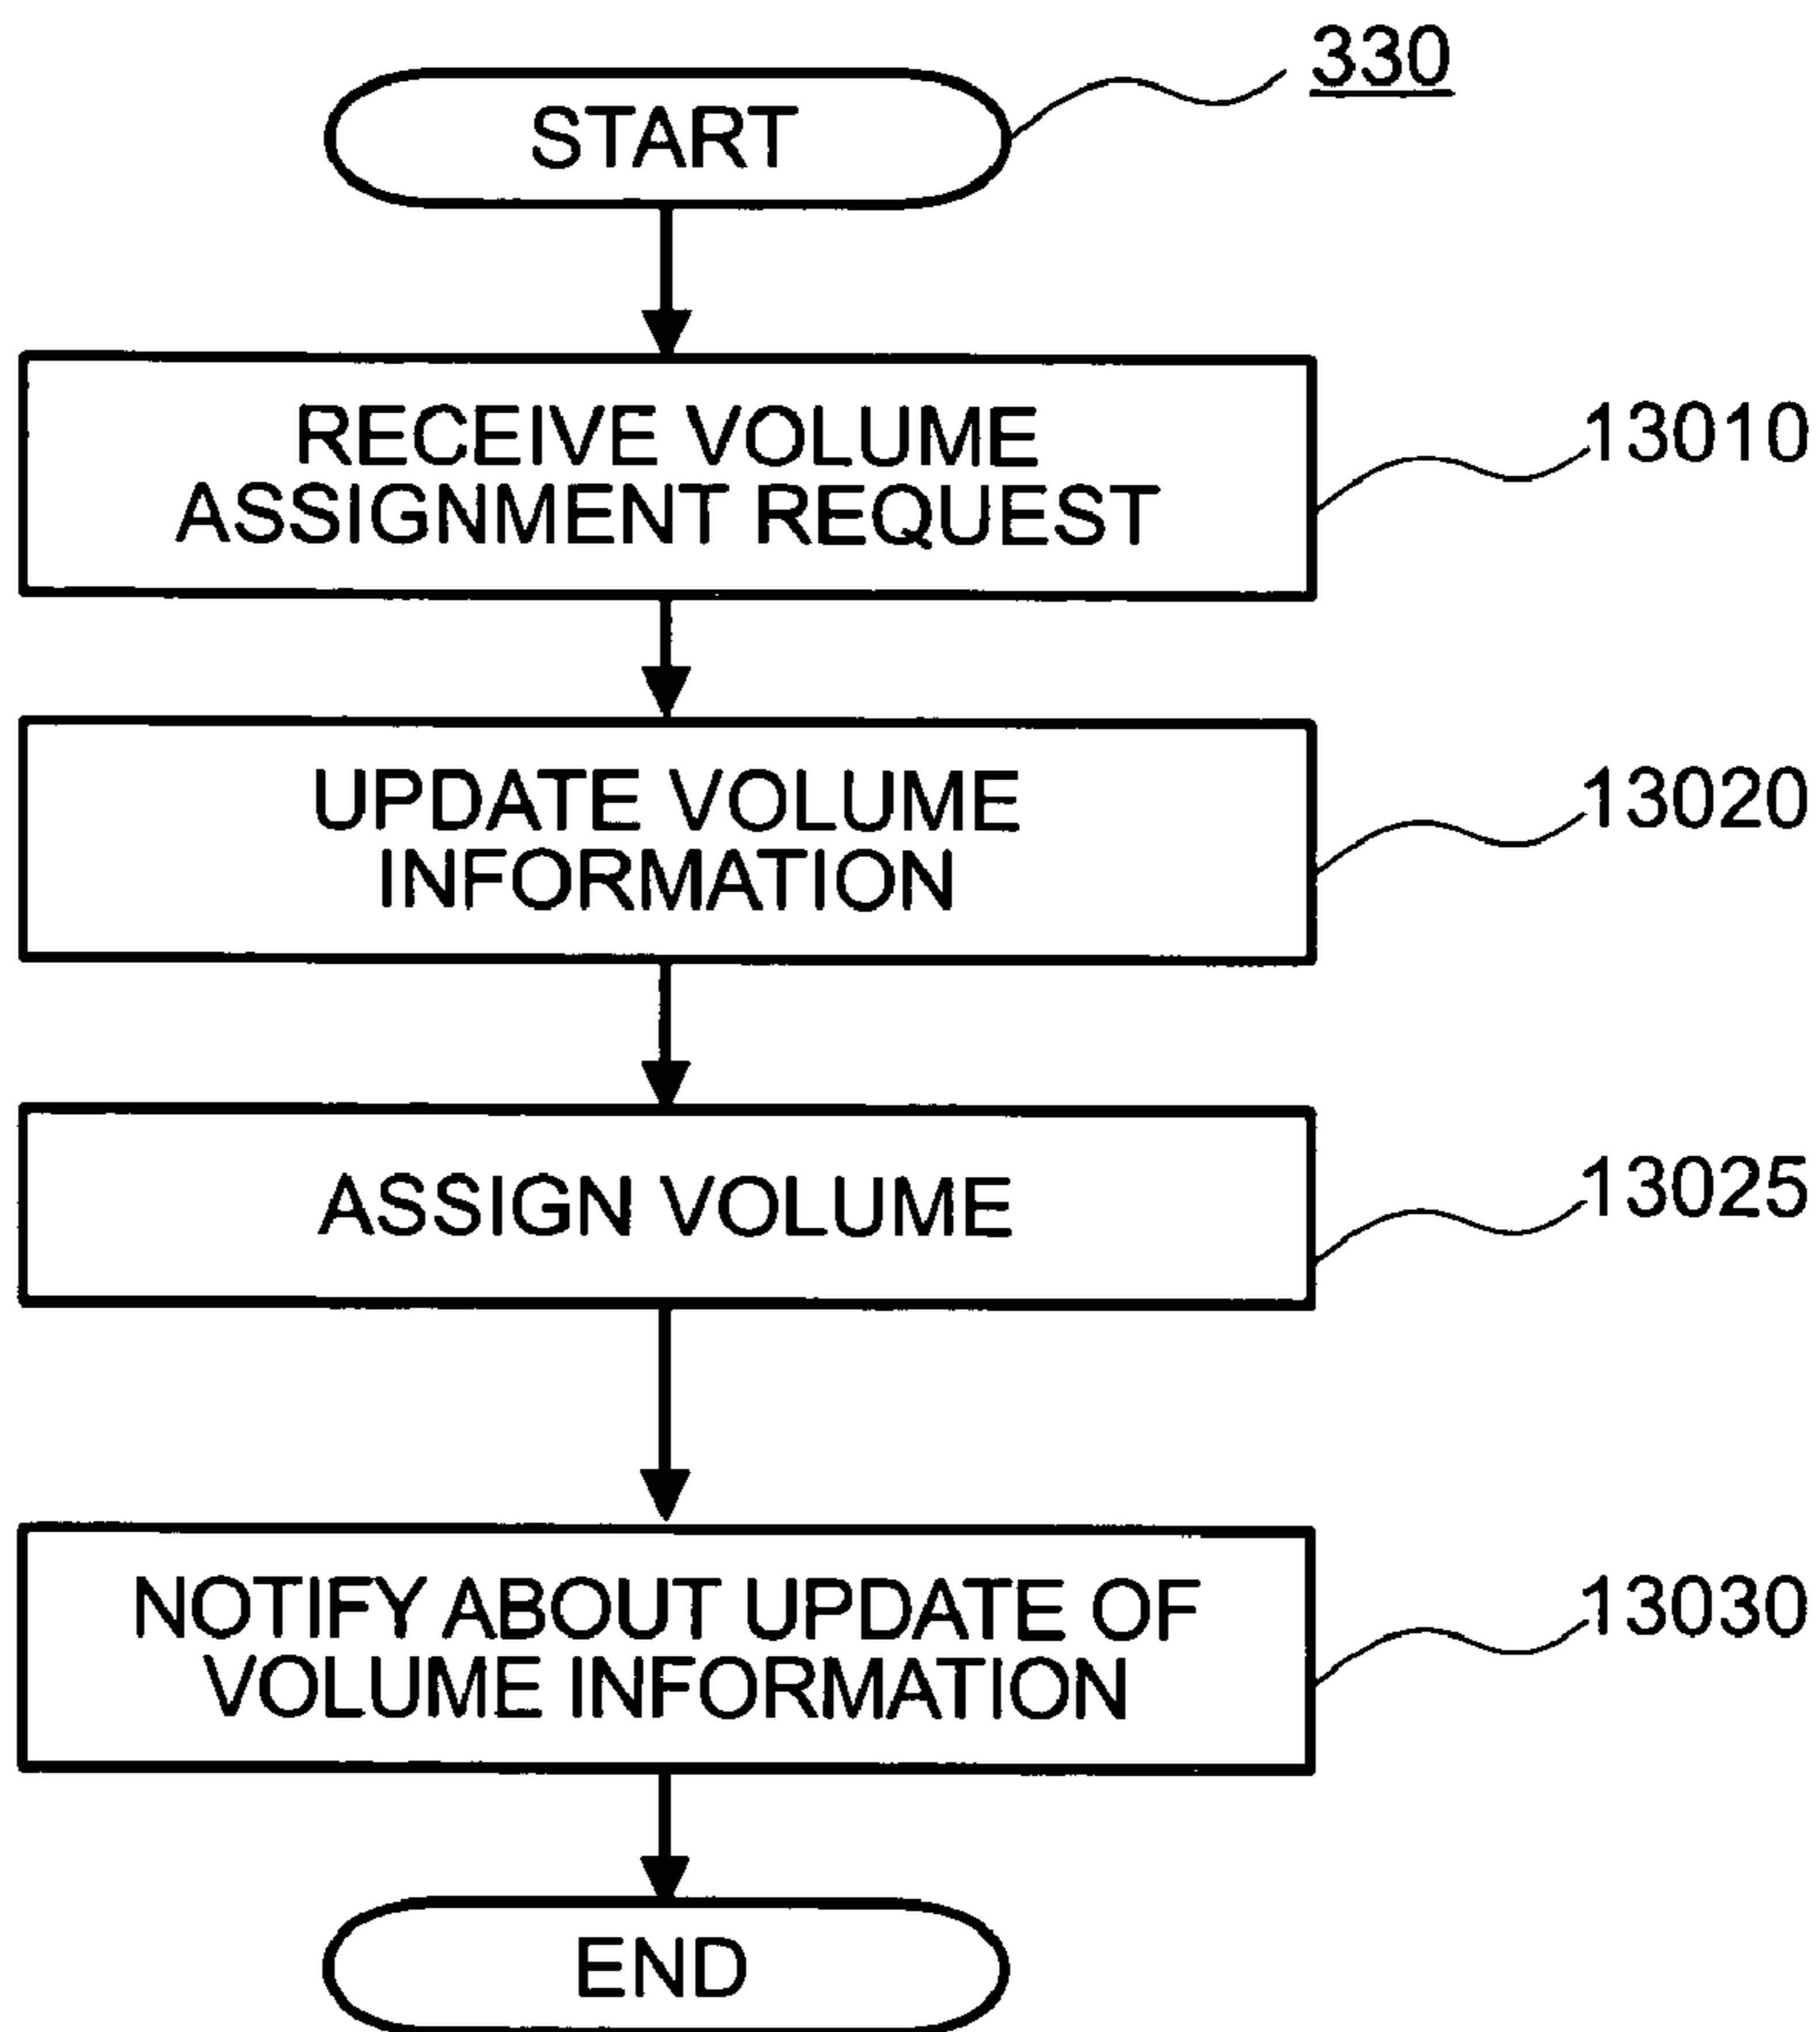 330
START
RECEIVE VOLUME
ASSIGNMENT REQUEST
13010
UPDATE VOLUME
INFORMATION
13020
ASSIGN VOLUME
13025
NOTIFY ABOUT UPDATE OF
VOLUME INFORMATION
13030
END